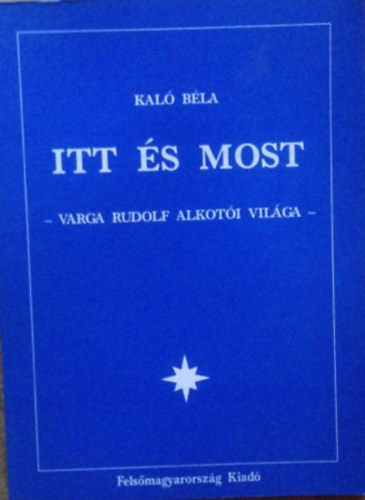 KALÓ BÉLA
ITT ÉS MOST
– VARGA RUDOLF ALKOTÓI VILÁGA –
Felsőmagyarország Kiadó